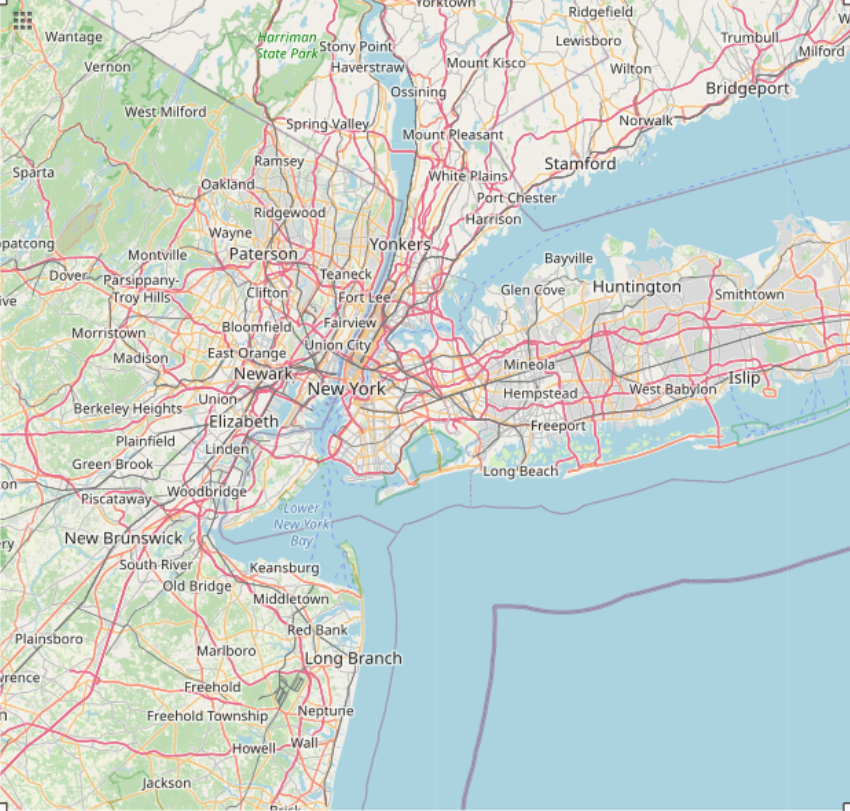 Yorktown
Ridgefield
Wantage
Harriman
State Park
Stony Point
Lewisboro
Trumbull
Milford
Vernon
Haverstraw
Mount Kisco
Wilton
Ossining
Bridgeport
West Milford
Spring Valley
Mount Pleasant
Norwalk
Sparta
Ramsey
White Plains
Stamford
Oakland
Port Chester
Ridgewood
Harrison
opatcong
Wayne
Paterson
Yonkers
Montville
Bayville
Dover
Parsippany-
Troy Hills
Teaneck
Clifton
Fort Lee
Glen Cove
Huntington
Smithtown
Morristown
Bloomfield
Fairview
Madison
East Orange
Union City
Mineola
Newark
New York
Islip
Hempstead
West Babylon
Union
Berkeley Heights
Elizabeth
Freeport
Plainfield
Linden
Green Brook
Long Beach
Piscataway
Woodbridge
Lower
New York
Bay
New Brunswick
South River
Keansburg
Old Bridge
Middletown
Plainsboro
Red Bank
Marlboro
Long Branch
Freehold
Freehold Township
Neptune
Howell
Wall
Jackson
Brick